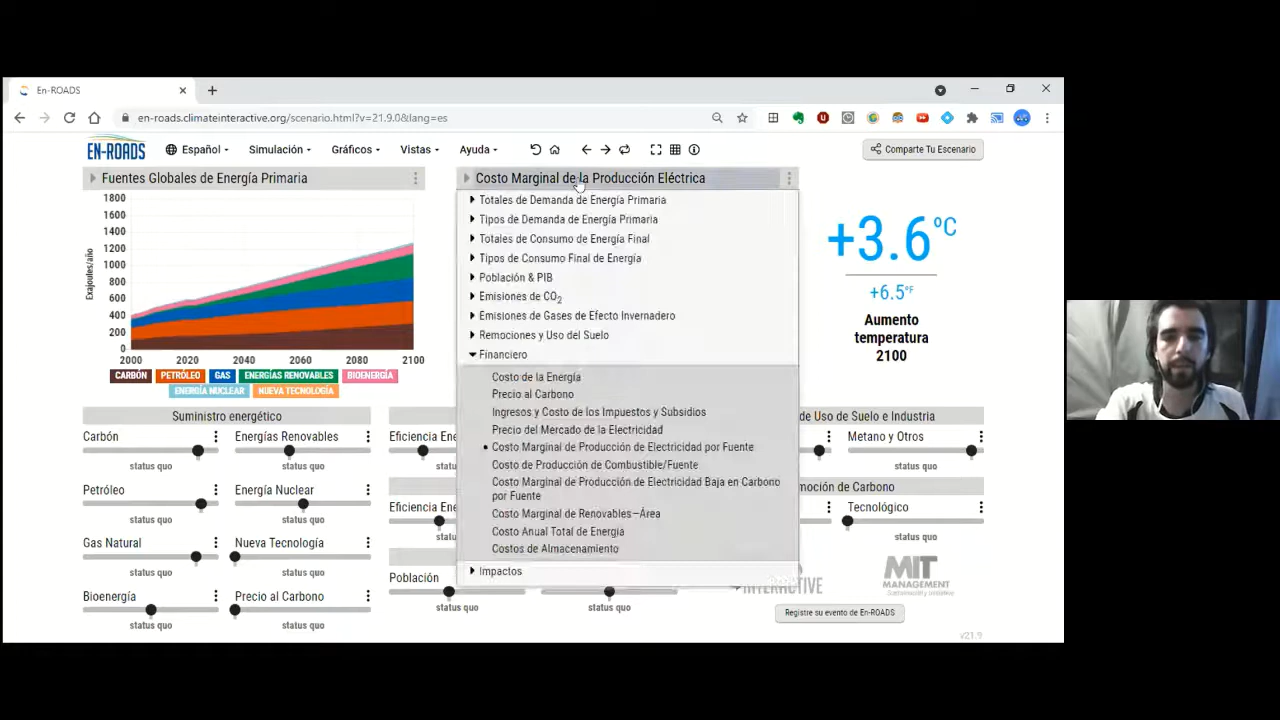 En-ROADS
en-roads.climateinteractive.org/scenario.html?v=21.9.0&lang=es
EN-ROADS
Español
Simulación
Gráficos
Vistas
Ayuda
Comparte Tu Escenario
Fuentes Globales de Energía Primaria
Exajoules/año
1800
1600
1400
1200
1000
800
600
400
200
0
2000 2020 2040 2060 2080 2100
CARBÓN PETRÓLEO GAS ENERGÍAS RENOVABLES BIOENERGÍA
ENERGÍA NUCLEAR NUEVA TECNOLOGÍA
Costo Marginal de la Producción Eléctrica
Totales de Demanda de Energía Primaria
Tipos de Demanda de Energía Primaria
Totales de Consumo de Energía Final
Tipos de Consumo Final de Energía
Población & PIB
Emisiones de CO2
Emisiones de Gases de Efecto Invernadero
Remociones y Uso del Suelo
Financiero
Costo de la Energía
Precio al Carbono
Ingresos y Costo de los Impuestos y Subsidios
Precio del Mercado de la Electricidad
Costo Marginal de Producción de Electricidad por Fuente
Costo de Producción de Combustible/Fuente
Costo Marginal de Producción de Electricidad Baja en Carbono
por Fuente
Costo Marginal de Renovables–Área
Costo Anual Total de Energía
Costos de Almacenamiento
Impactos
+3.6°C
+6.5°F
Aumento
temperatura
2100
Suministro energético
Carbón
status quo
Energías Renovables
status quo
Petróleo
status quo
Energía Nuclear
status quo
Gas Natural
status quo
Nueva Tecnología
status quo
Bioenergía
status quo
Precio al Carbono
status quo
Eficiencia Ene
Eficiencia Ene
Población
status quo
status quo
de Uso de Suelo e Industria
Metano y Otros
status quo
moción de Carbono
Tecnológico
status quo
INTERACTIVE
MIT
MANAGEMENT
Registre su evento de En-ROADS
v21.9